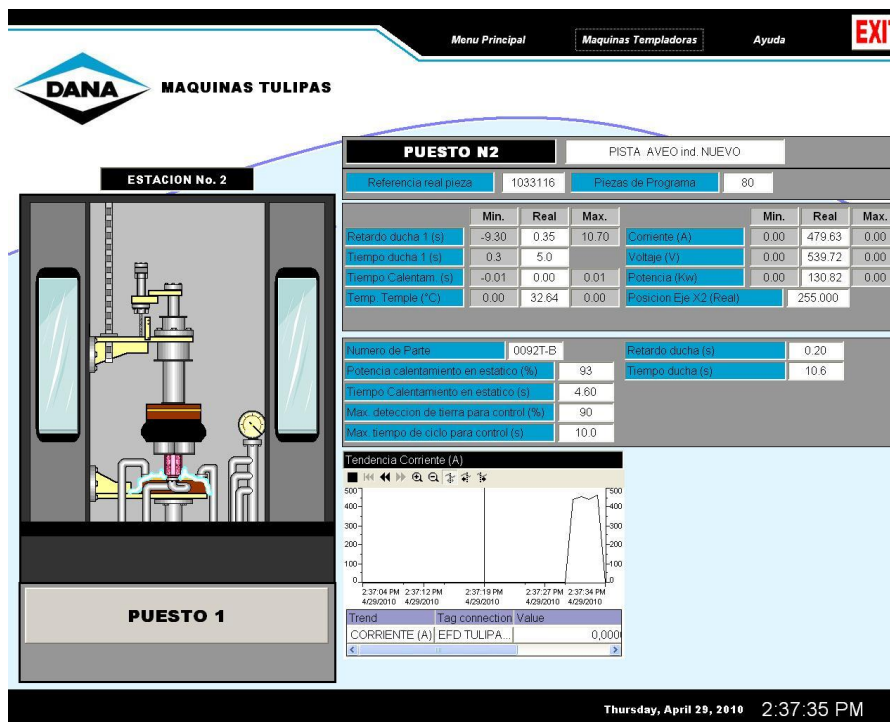 Menu Principal Maquinas Templadoras Ayuda EXIT
DANA MAQUINAS TULIPAS
PUESTO N2 PISTA AVEO ind. NUEVO
ESTACION No. 2
Referencia real pieza 1033116 Piezas de Programa 80
Min. Real Max. Min. Real Max.
Retardo ducha 1 (s) -9.30 0.35 10.70 Corriente (A) 0.00 479.63 0.00
Tiempo ducha 1 (s) 0.3 5.0 Voltaje (V) 0.00 539.72 0.00
Tiempo Calentam. (s) -0.01 0.00 0.01 Potencia (Kw) 0.00 130.82 0.00
Temp. Temple (°C) 0.00 32.64 0.00 Posicion Eje X2 (Real) 255.000
Numero de Parte 0092T-B Retardo ducha (s) 0.20
Potencia calentamiento en estatico (%) 93 Tiempo ducha (s) 10.6
Tiempo Calentamiento en estatico (s) 4.60
Max. deteccion de tierra para control (%) 90
Max. tiempo de ciclo para control (s) 10.0
Tendencia Corriente (A)
500 500
400 400
300 300
200 200
100 100
0 0
2:37:04 PM 2:37:12 PM 2:37:19 PM 2:37:27 PM 2:37:34 PM
4/29/2010 4/29/2010 4/29/2010 4/29/2010 4/29/2010
Trend Tag connection Value
CORRIENTE (A) EFD TULIPA... 0,000
PUESTO 1
Thursday, April 29, 2010 2:37:35 PM